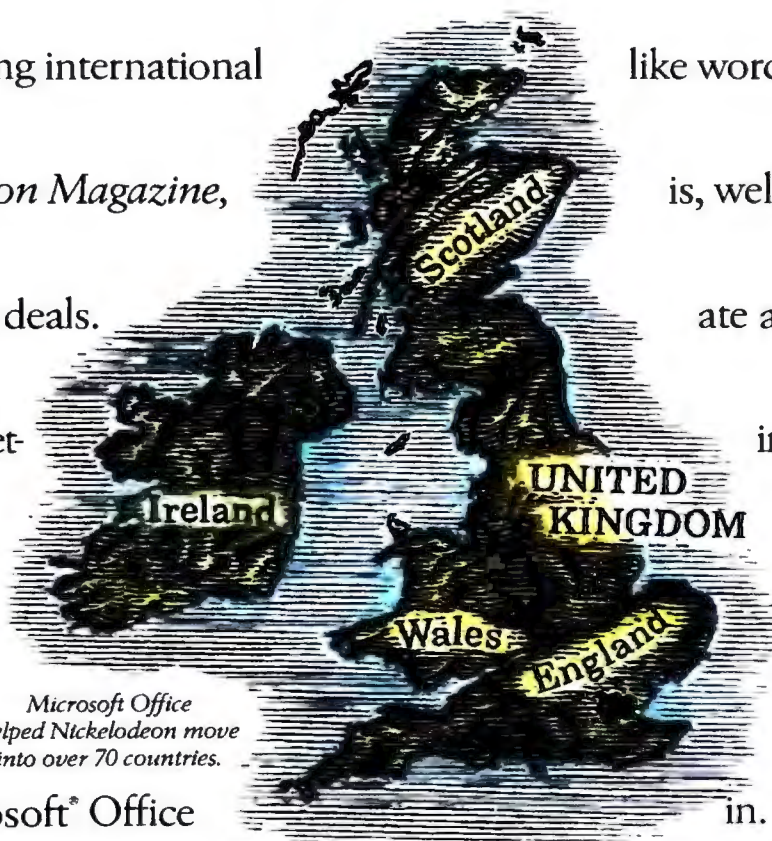 ng international
on Magazine,
deals.
et-
Ireland
Microsoft Office
lped Nickelodeon move
into over 70 countries.
osoft® Office
Scotland
UNITED
KINGDOM
Wales
England
like word
is, wel
ate a
in
in.